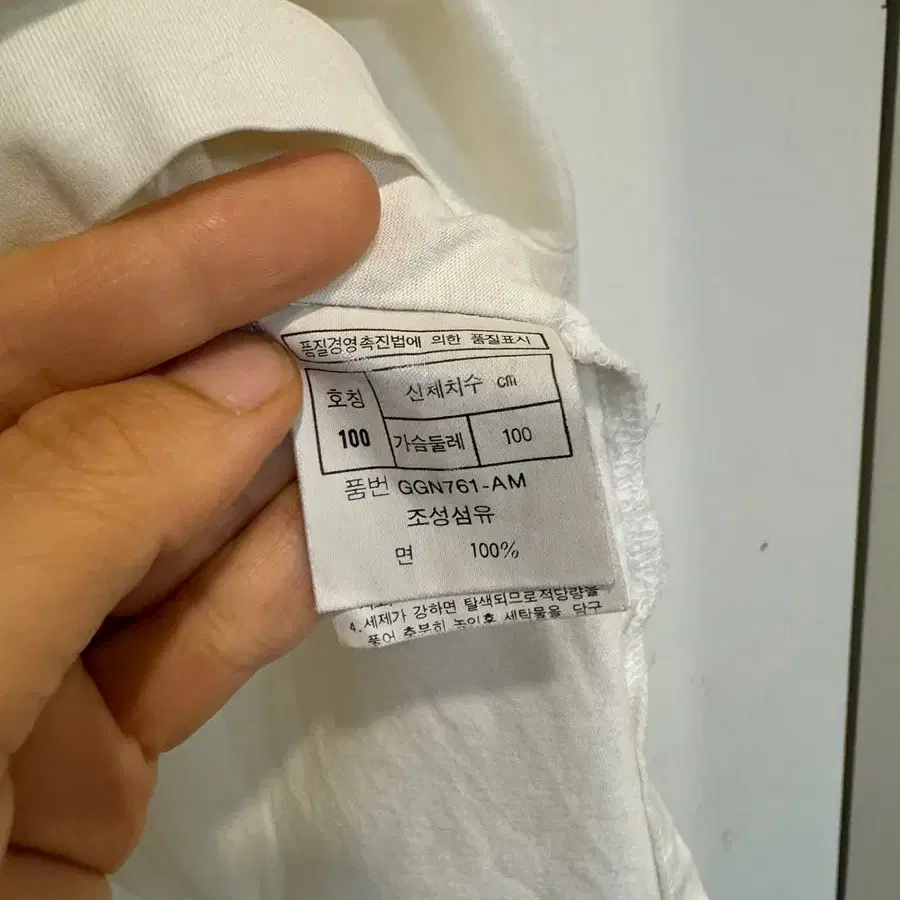 품질경영촉진법에 의한 품질표시
호칭 신체치수 cm
100 가슴둘레 100
품번 GGN761-AM
조성섬유
면 100%
4. 세제가 강하면 탈색되므로 적당량을
풀어 충분히 녹인후 세탁물을 담구